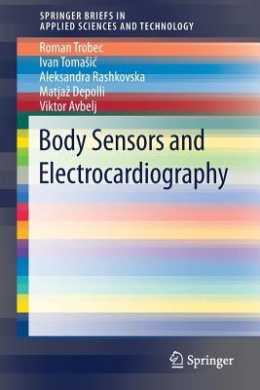 SPRINGER BRIEFS IN
APPLIED SCIENCES AND TECHNOLOGY
Roman Trobec
Ivan Tomašić
Aleksandra Rashkovska
Matjaž Depolli
Viktor Avbelj
Body Sensors and
Electrocardiography
Springer